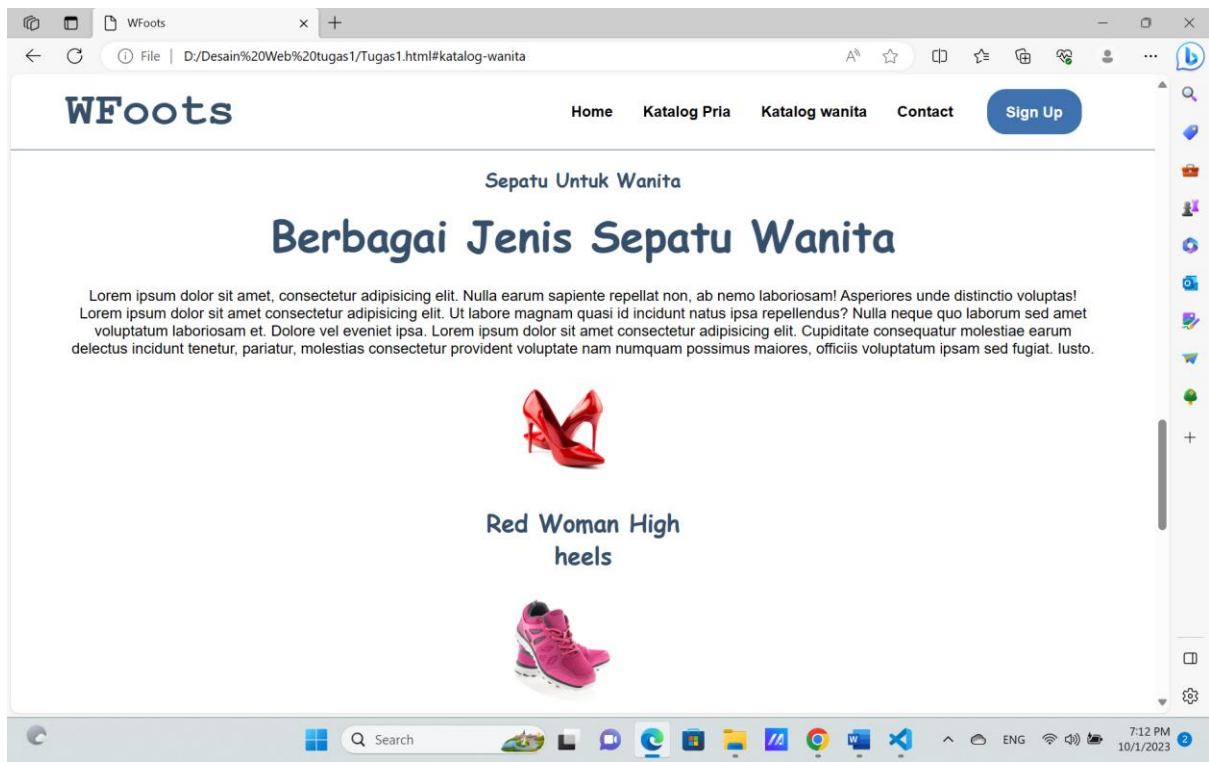 WFoots
File | D:/Desain%20Web%20tugas1/Tugas1.html#katalog-wanita
WFoots
Home Katalog Pria Katalog wanita Contact Sign Up
Sepatu Untuk Wanita
Berbagai Jenis Sepatu Wanita
Lorem ipsum dolor sit amet, consectetur adipisicing elit. Nulla earum sapiente repellat non, ab nemo laboriosam! Asperiores unde distinctio voluptas!
Lorem ipsum dolor sit amet consectetur adipisicing elit. Ut labore magnam quasi id incidunt natus ipsa repellendus? Nulla neque quo laborum sed amet
voluptatum laboriosam et. Dolore vel eveniet ipsa. Lorem ipsum dolor sit amet consectetur adipisicing elit. Cupiditate consequatur molestiae earum
delectus incidunt tenetur, pariatur, molestias consectetur provident voluptate nam numquam possimus maiores, officiis voluptatum ipsam sed fugiat. Iusto.
Red Woman High
heels
Search
ENG
7:12 PM
10/1/2023
2